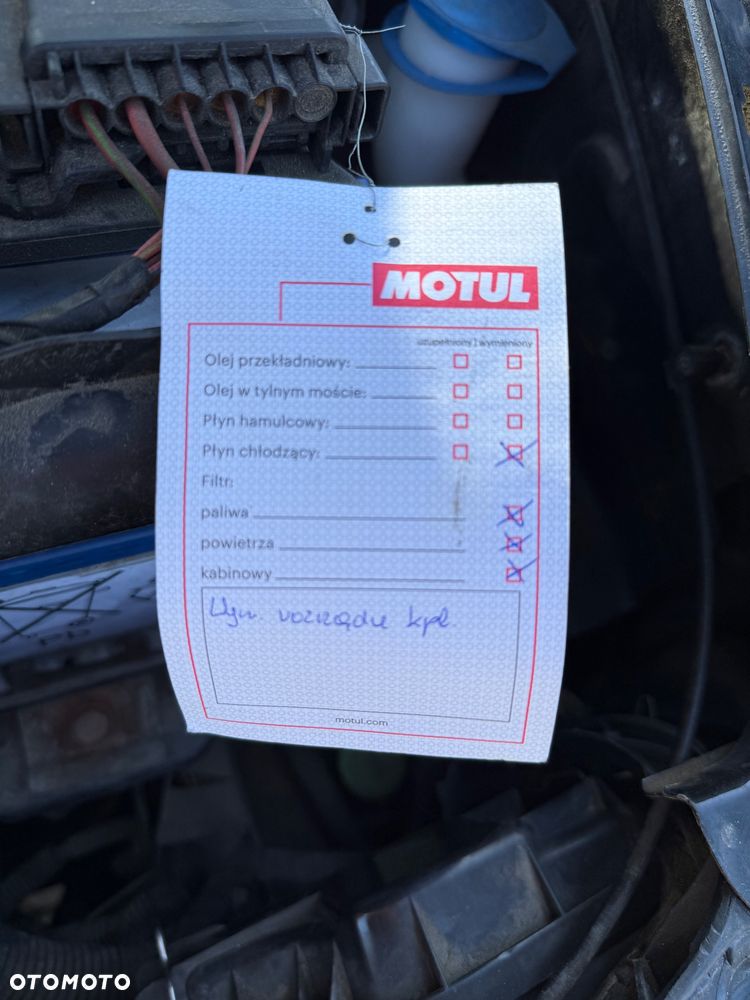 MOTUL
uzupełniony | wymieniony
Olej przekładniowy:
Olej w tylnym moście:
Płyn hamulcowy:
Płyn chłodzący:
Filtr:
paliwa
powietrza
kabinowy
Wym. rozrządu kpl
motul.com
OTOMOTO